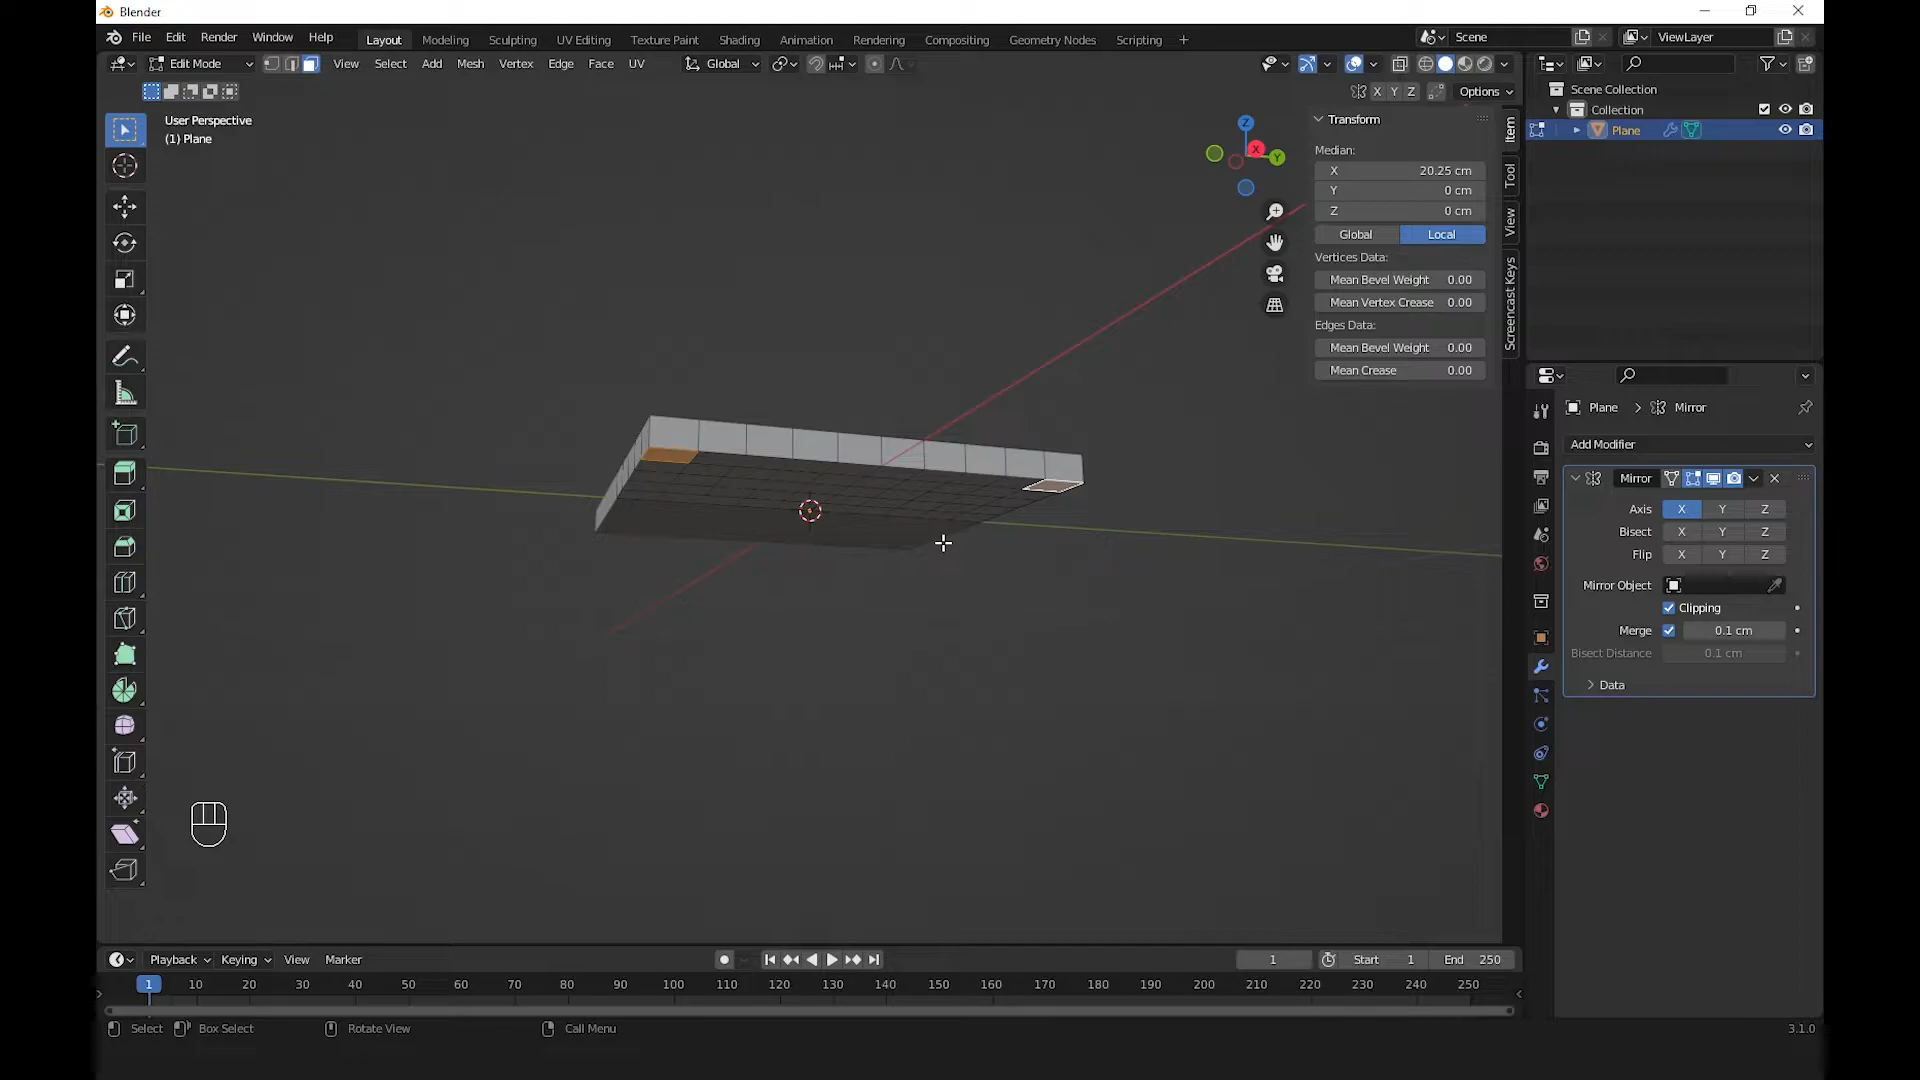 Blender
File Edit Render Window Help Layout Modeling Sculpting UV Editing Texture Paint Shading Animation Rendering Compositing Geometry Nodes Scripting + Scene ViewLayer
Edit Mode View Select Add Mesh Vertex Edge Face UV Global
X Y Z Options
User Perspective
(1) Plane
Z
X
Y
Transform
Median:
X 20.25 cm
Y 0 cm
Z 0 cm
Global Local
Vertices Data:
Mean Bevel Weight 0.00
Mean Vertex Crease 0.00
Edges Data:
Mean Bevel Weight 0.00
Mean Crease 0.00
Item
Tool
View
Screencast Keys
Scene Collection
Collection
Plane
Plane > Mirror
Add Modifier
Mirror
Axis X Y Z
Bisect X Y Z
Flip X Y Z
Mirror Object
Clipping
Merge 0.1 cm
Bisect Distance 0.1 cm
> Data
Playback Keying View Marker 1 Start 1 End 250
1 10 20 30 40 50 60 70 80 90 100 110 120 130 140 150 160 170 180 190 200 210 220 230 240 250
Select Box Select Rotate View Call Menu 3.1.0